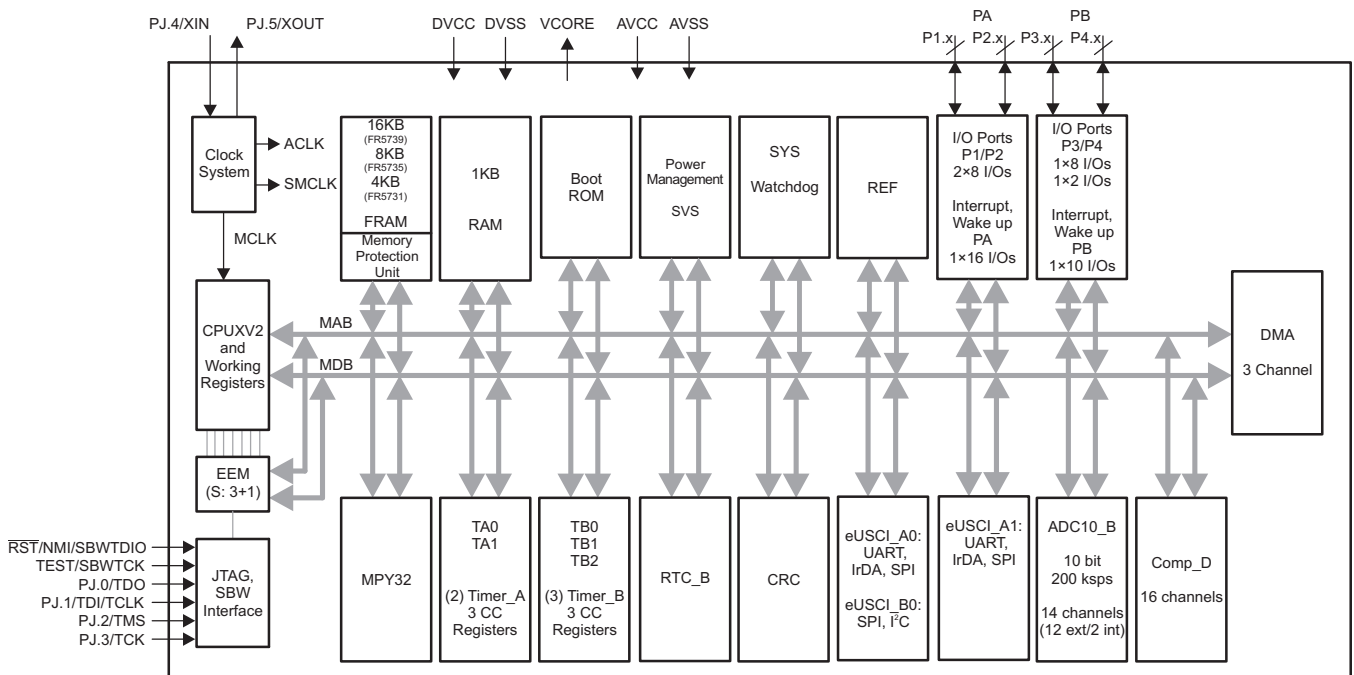 PJ.4/XIN
PJ.5/XOUT
DVCC
DVSS
VCORE
AVCC
AVSS
PA
PB
P1.x
P2.x
P3.x
P4.x
Clock
System
ACLK
SMCLK
MCLK
16KB
(FR5739)
8KB
(FR5735)
4KB
(FR5731)
FRAM
Memory
Protection
Unit
1KB
RAM
Boot
ROM
Power
Management
SVS
SYS
Watchdog
REF
I/O Ports
P1/P2
2×8 I/Os
Interrupt,
Wake up
PA
1×16 I/Os
I/O Ports
P3/P4
1×8 I/Os
1×2 I/Os
Interrupt,
Wake up
PB
1×10 I/Os
CPUXV2
and
Working
Registers
MAB
MDB
DMA
3 Channel
EEM
(S: 3+1)
RST/NMI/SBWTDIO
TEST/SBWTCK
PJ.0/TDO
PJ.1/TDI/TCLK
PJ.2/TMS
PJ.3/TCK
JTAG,
SBW
Interface
MPY32
TA0
TA1
(2) Timer_A
3 CC
Registers
TB0
TB1
TB2
(3) Timer_B
3 CC
Registers
RTC_B
CRC
eUSCI_A0:
UART,
IrDA, SPI
eUSCI_B0:
SPI, I²C
eUSCI_A1:
UART,
IrDA, SPI
ADC10_B
10 bit
200 ksps
14 channels
(12 ext/2 int)
Comp_D
16 channels